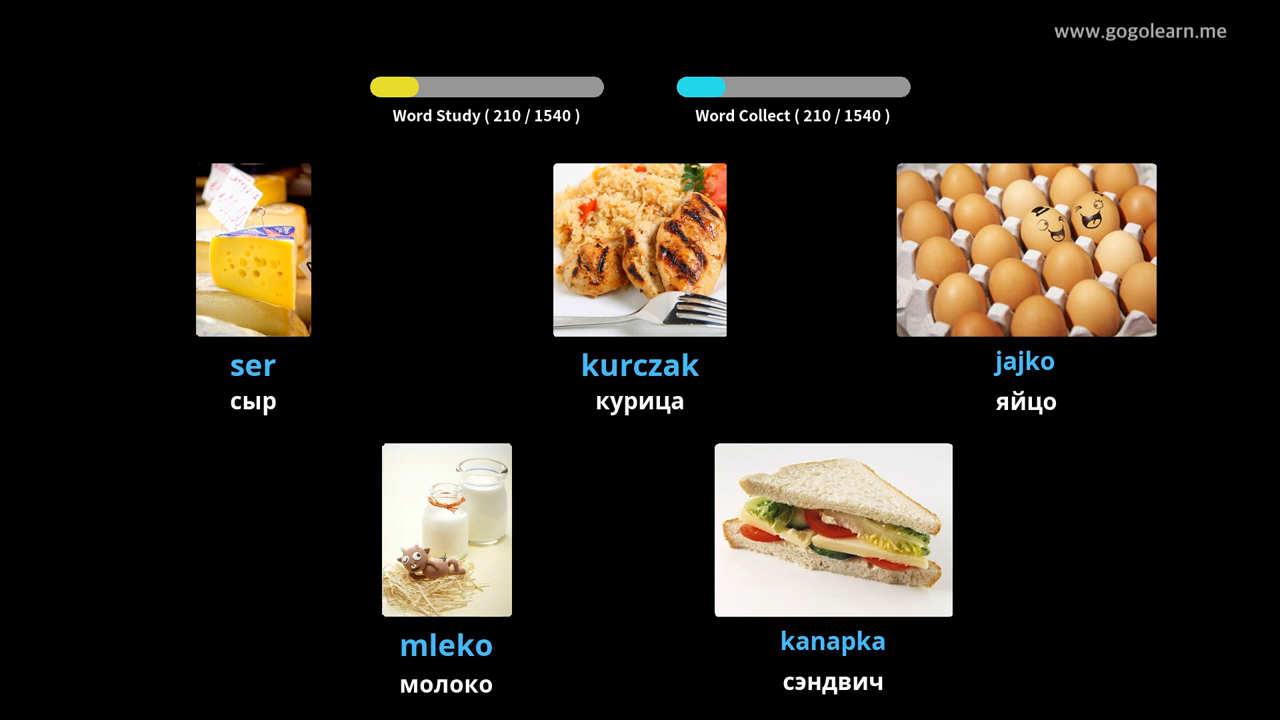 www.gogolearn.me
Word Study ( 210 / 1540 )
Word Collect ( 210 / 1540 )
ser
kurczak
jajko
сыр
курица
яйцо
mleko
kanapka
молоко
сэндвич